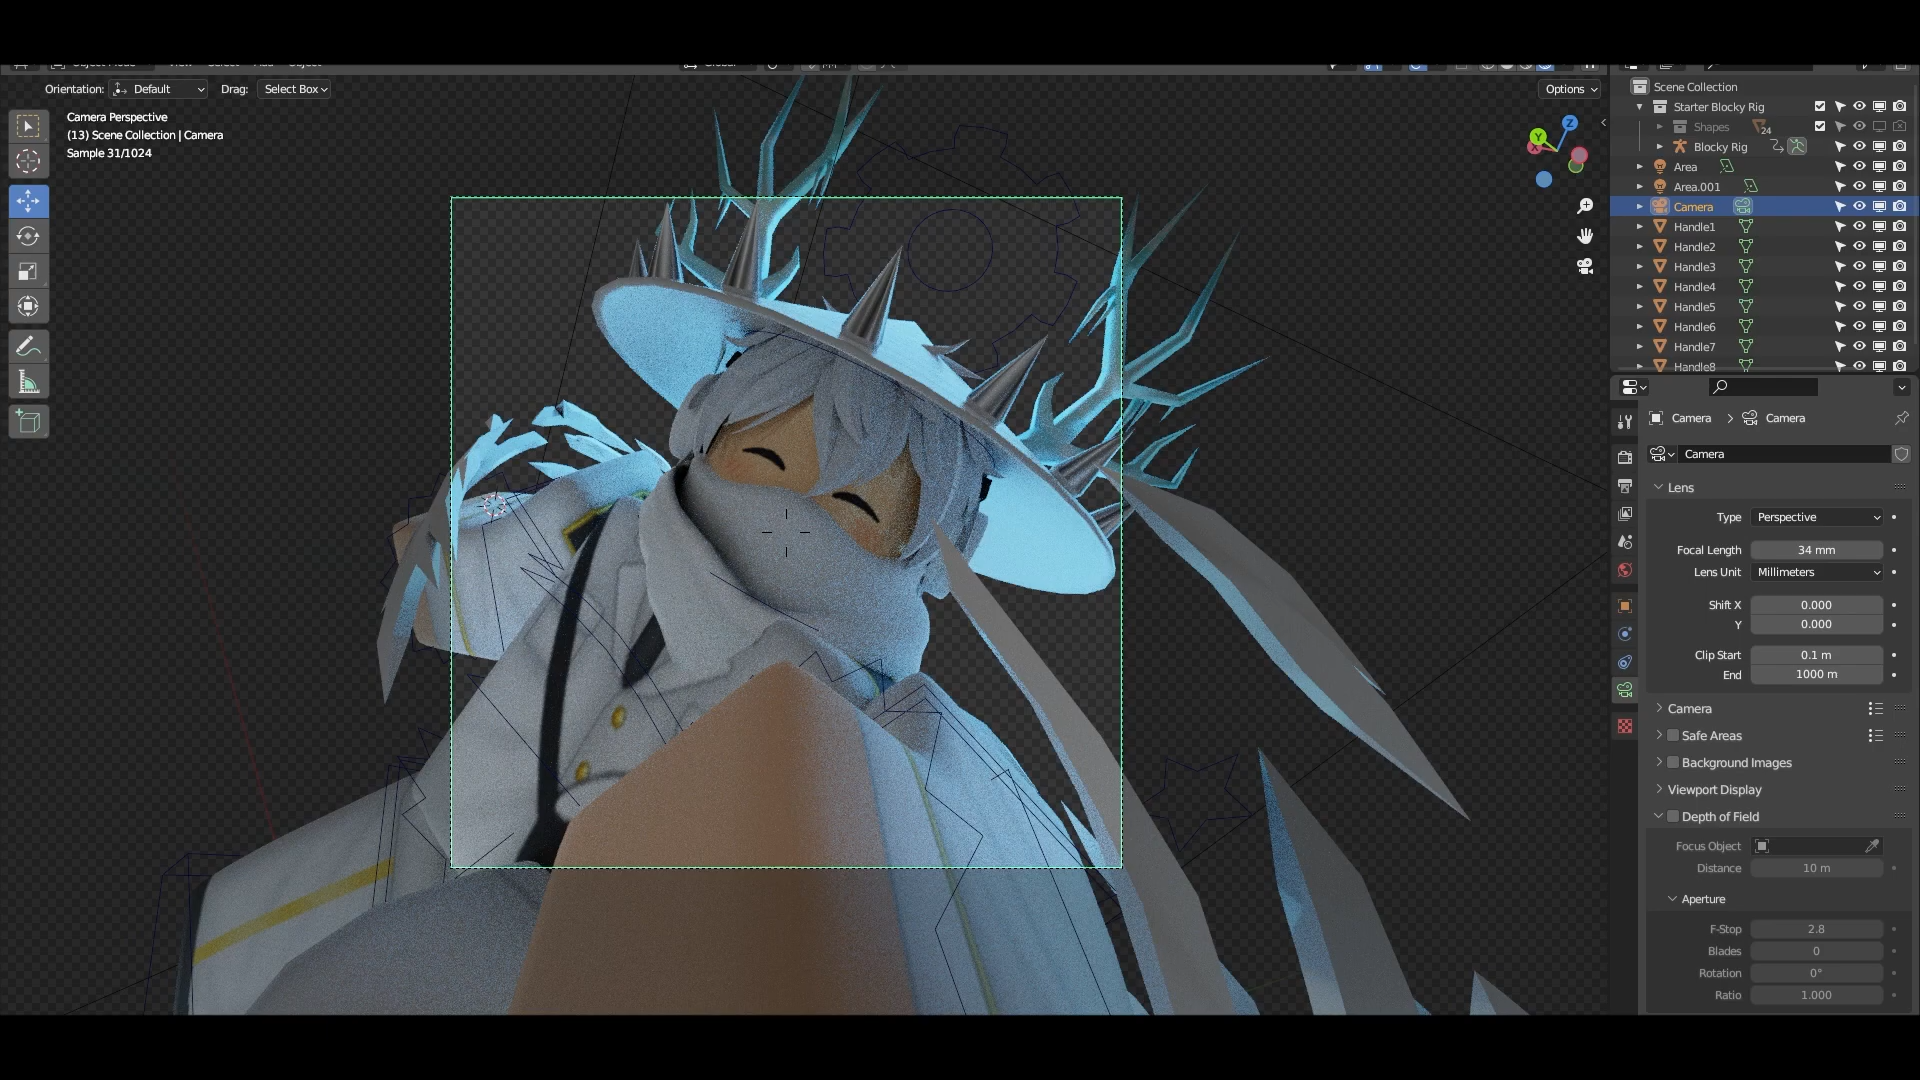 Orientation: Default Drag: Select Box
Options
Camera Perspective
(13) Scene Collection | Camera
Sample 31/1024
Z
Y
X
Scene Collection
Starter Blocky Rig
Shapes 24
Blocky Rig
Area
Area.001
Camera
Handle1
Handle2
Handle3
Handle4
Handle5
Handle6
Handle7
Handle8
Camera Camera
Camera
Lens
Type Perspective
Focal Length 34 mm
Lens Unit Millimeters
Shift X 0.000
Y 0.000
Clip Start 0.1 m
End 1000 m
Camera
Safe Areas
Background Images
Viewport Display
Depth of Field
Focus Object
Distance 10 m
Aperture
F-Stop 2.8
Blades 0
Rotation 0°
Ratio 1.000